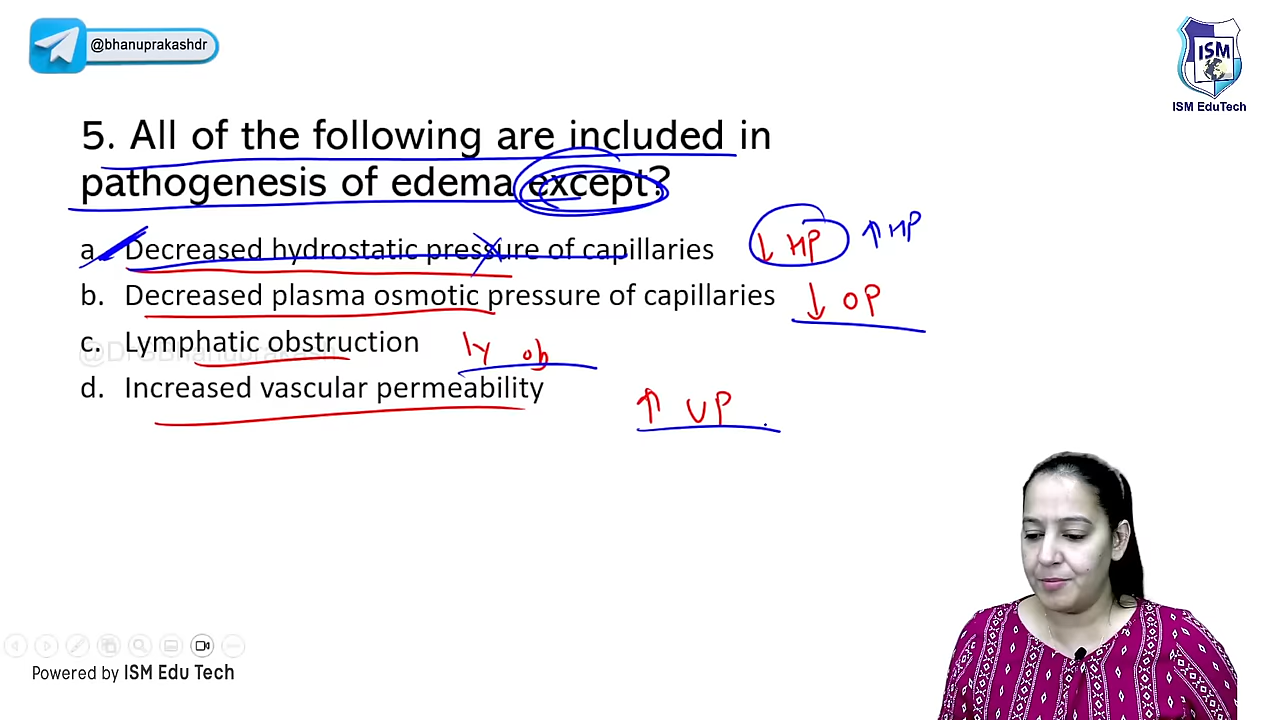 @bhanuprakashdr
ISM
ISM EduTech
5. All of the following are included in
pathogenesis of edema except?
a. Decreased hydrostatic pressure of capillaries ↓ HP ↑ HP
b. Decreased plasma osmotic pressure of capillaries ↓ OP
c. Lymphatic obstruction ly ob
d. Increased vascular permeability ↑ VP
Powered by ISM Edu Tech